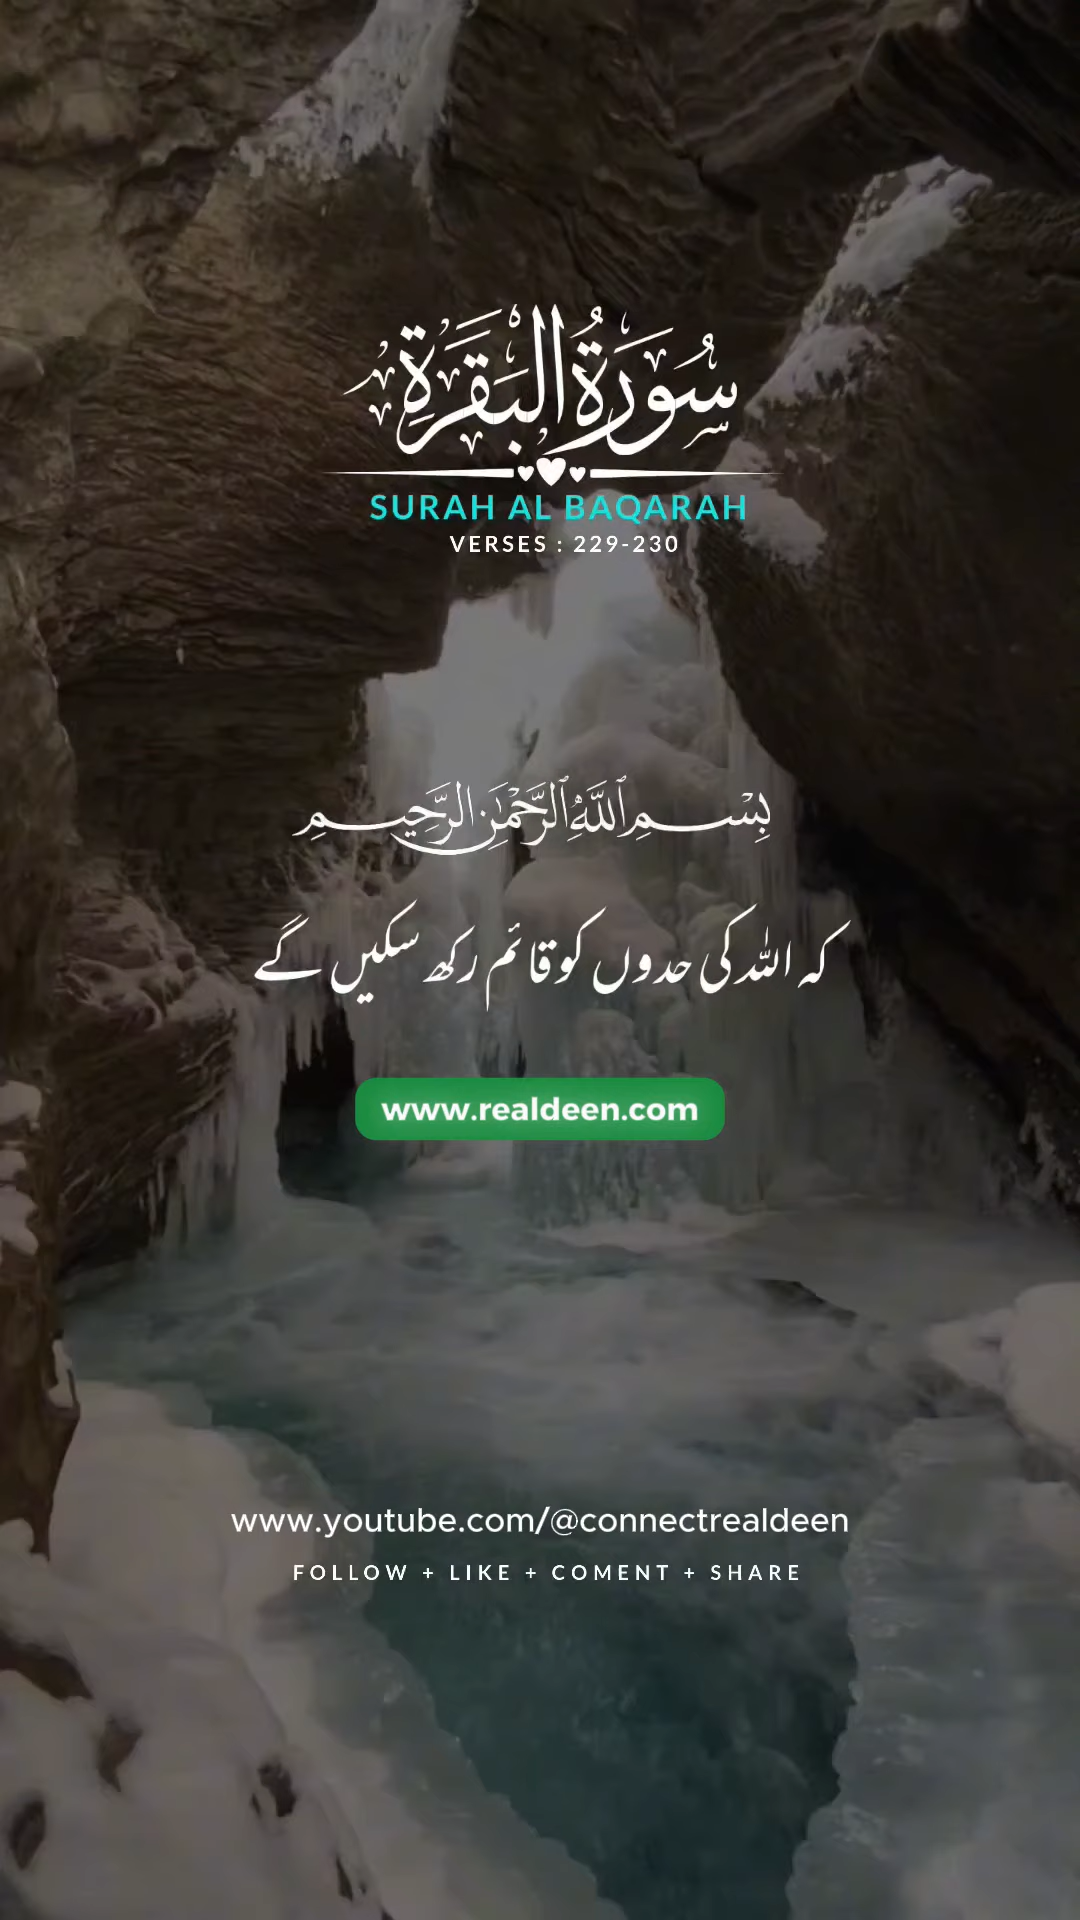 سُورَةُ البَقَرَةِ
SURAH AL BAQARAH
VERSES : 229-230
بِسْمِ ٱللَّهِ ٱلرَّحْمَٰنِ ٱلرَّحِيمِ
کہ اللہ کی حدوں کو قائم رکھ سکیں گے
www.realdeen.com
www.youtube.com/@connectrealdeen
FOLLOW + LIKE + COMENT + SHARE